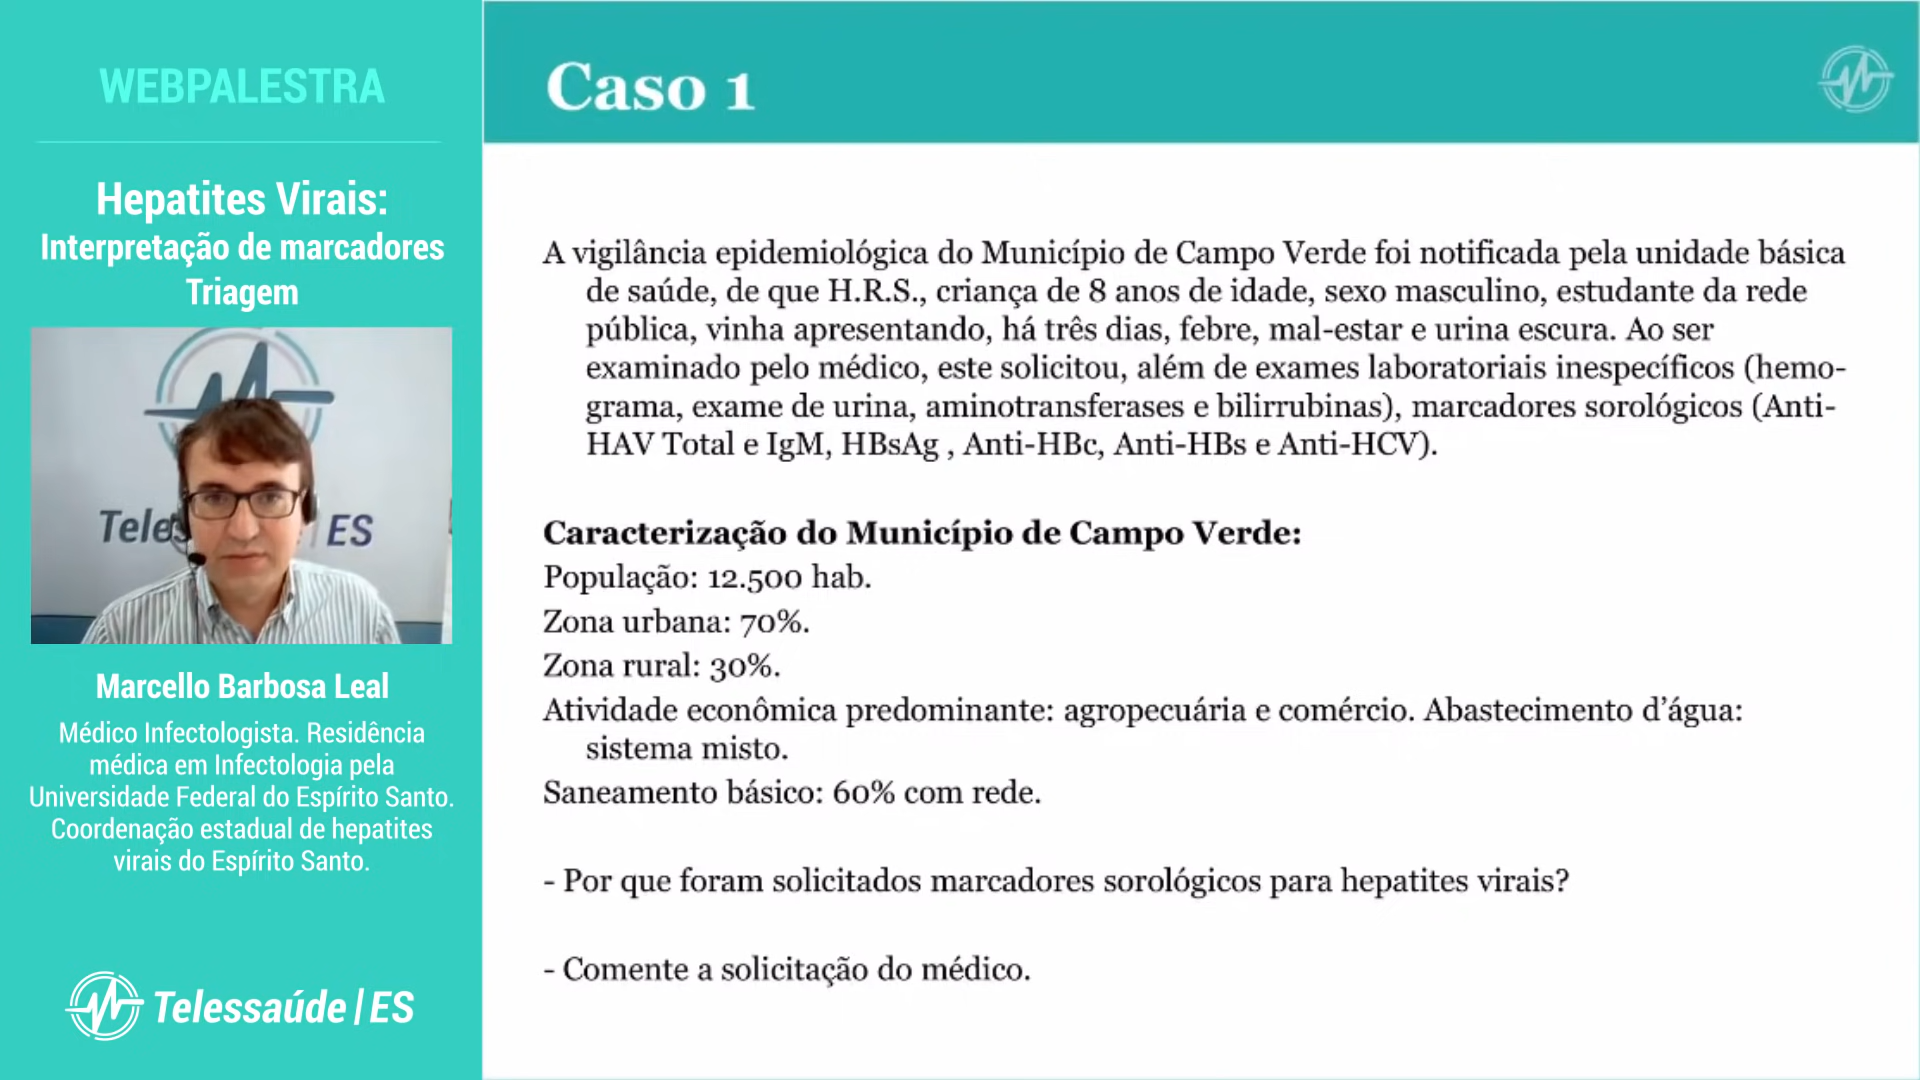 WEBPALESTRA
Hepatites Virais:
Interpretação de marcadores
Triagem
Teles ES
Marcello Barbosa Leal
Médico Infectologista. Residência
médica em Infectologia pela
Universidade Federal do Espírito Santo.
Coordenação estadual de hepatites
virais do Espírito Santo.
Telessaúde|ES
Caso 1
A vigilância epidemiológica do Município de Campo Verde foi notificada pela unidade básica
de saúde, de que H.R.S., criança de 8 anos de idade, sexo masculino, estudante da rede
pública, vinha apresentando, há três dias, febre, mal-estar e urina escura. Ao ser
examinado pelo médico, este solicitou, além de exames laboratoriais inespecíficos (hemo-
grama, exame de urina, aminotransferases e bilirrubinas), marcadores sorológicos (Anti-
HAV Total e IgM, HBsAg , Anti-HBc, Anti-HBs e Anti-HCV).
Caracterização do Município de Campo Verde:
População: 12.500 hab.
Zona urbana: 70%.
Zona rural: 30%.
Atividade econômica predominante: agropecuária e comércio. Abastecimento d’água:
sistema misto.
Saneamento básico: 60% com rede.
- Por que foram solicitados marcadores sorológicos para hepatites virais?
- Comente a solicitação do médico.